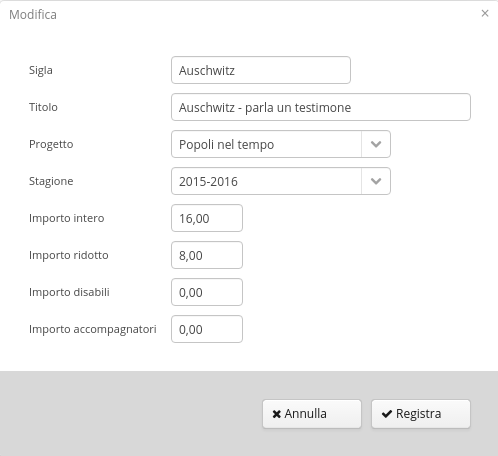 Modifica
Sigla Auschwitz
Titolo Auschwitz - parla un testimone
Progetto Popoli nel tempo
Stagione 2015-2016
Importo intero 16,00
Importo ridotto 8,00
Importo disabili 0,00
Importo accompagnatori 0,00
Annulla Registra